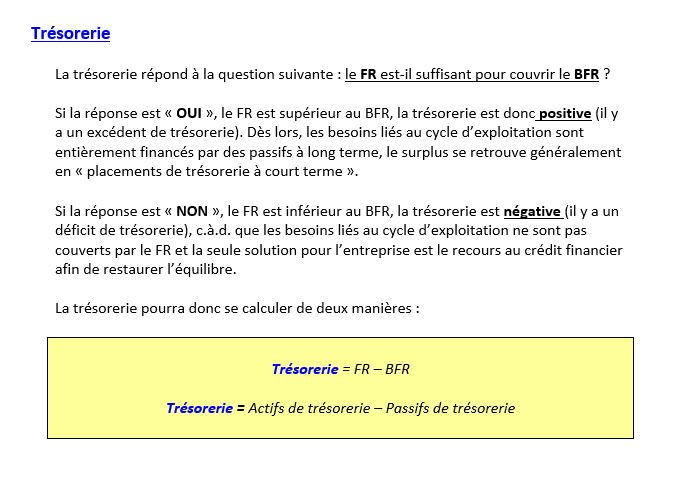 Trésorerie
La trésorerie répond à la question suivante : le FR est-il suffisant pour couvrir le BFR ?
Si la réponse est « OUI », le FR est supérieur au BFR, la trésorerie est donc positive (il y
a un excédent de trésorerie). Dès lors, les besoins liés au cycle d’exploitation sont
entièrement financés par des passifs à long terme, le surplus se retrouve généralement
en « placements de trésorerie à court terme ».
Si la réponse est « NON », le FR est inférieur au BFR, la trésorerie est négative (il y a un
déficit de trésorerie), c.à.d. que les besoins liés au cycle d’exploitation ne sont pas
couverts par le FR et la seule solution pour l’entreprise est le recours au crédit financier
afin de restaurer l’équilibre.
La trésorerie pourra donc se calculer de deux manières :
Trésorerie = FR – BFR
Trésorerie = Actifs de trésorerie – Passifs de trésorerie